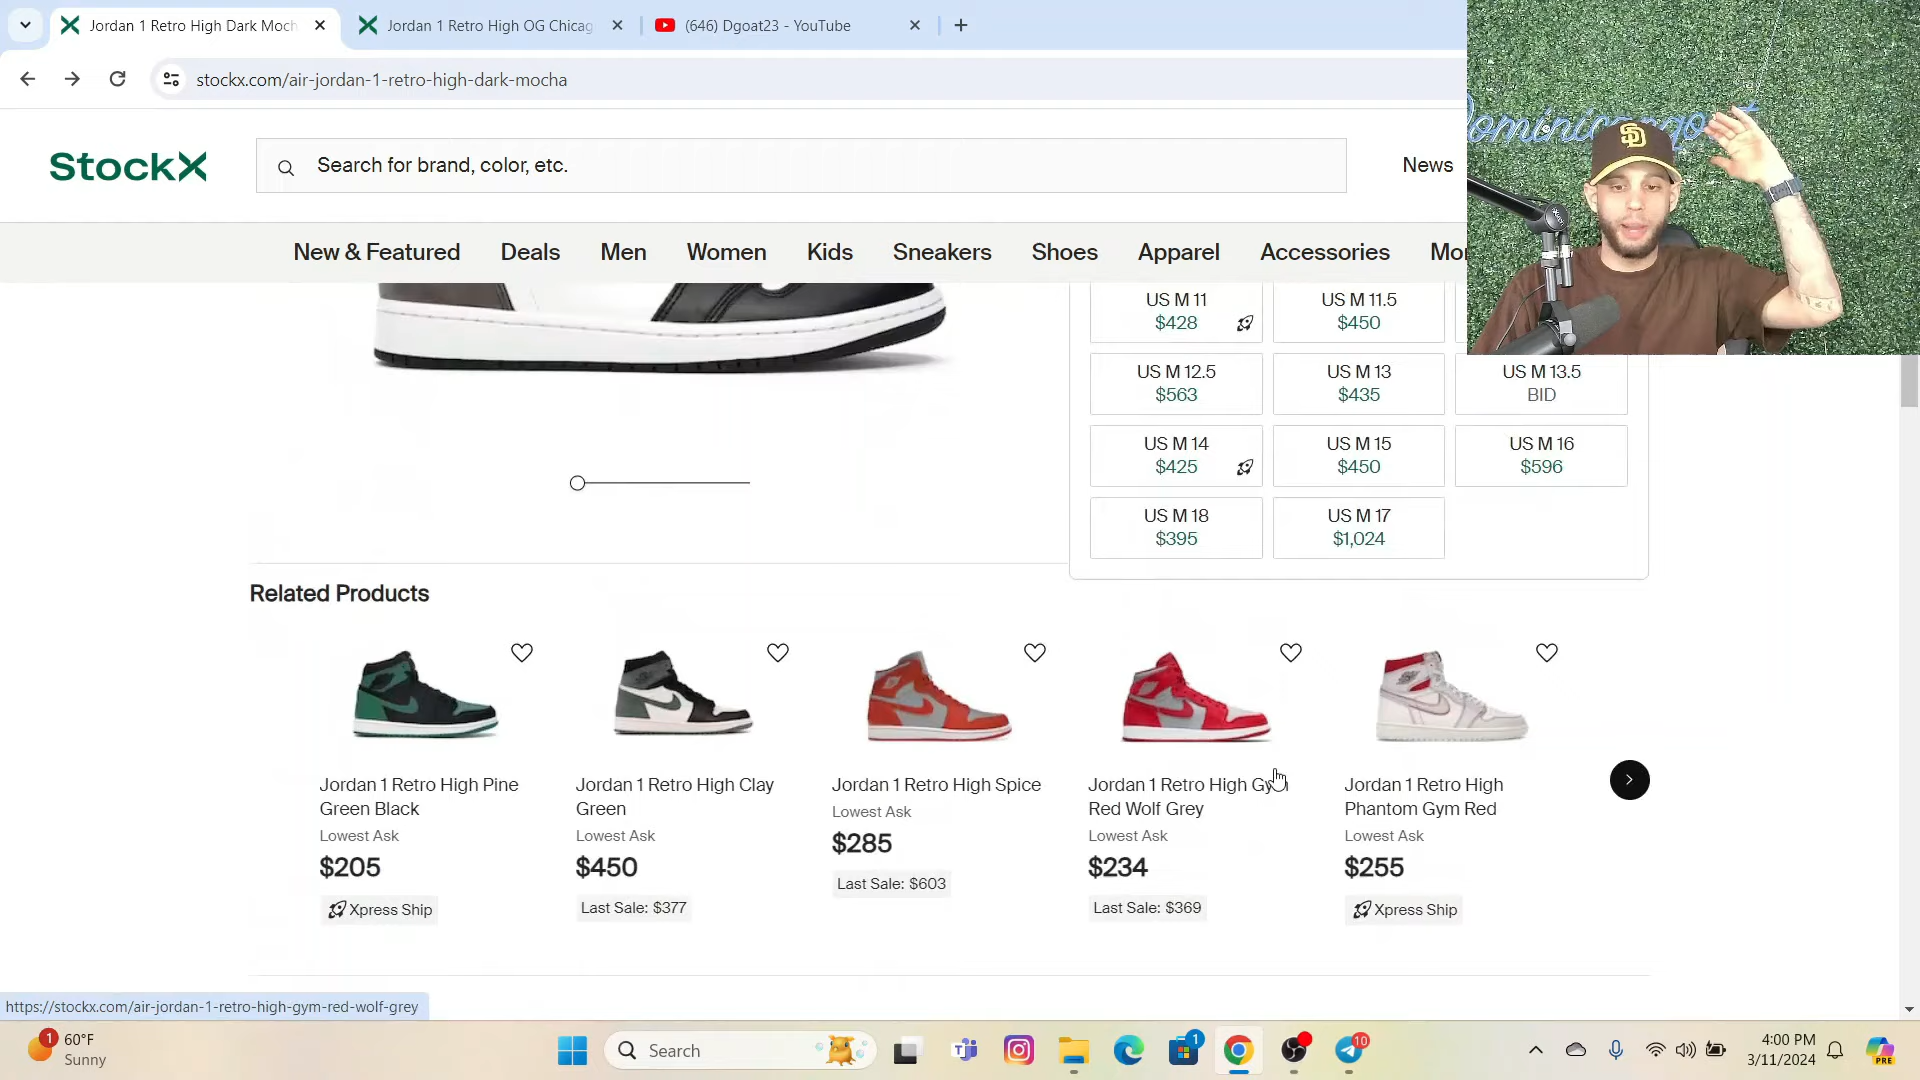 Jordan 1 Retro High Dark Moch
Jordan 1 Retro High OG Chicag
(646) Dgoat23 - YouTube
stockx.com/air-jordan-1-retro-high-dark-mocha
StockX
Search for brand, color, etc.
News
New & Featured
Deals
Men
Women
Kids
Sneakers
Shoes
Apparel
Accessories
Mor
SD
US M 11
$428
US M 11.5
$450
US M 12.5
$563
US M 13
$435
US M 13.5
BID
US M 14
$425
US M 15
$450
US M 16
$596
US M 18
$395
US M 17
$1,024
Related Products
Jordan 1 Retro High Pine
Green Black
Lowest Ask
$205
Xpress Ship
Jordan 1 Retro High Clay
Green
Lowest Ask
$450
Last Sale: $377
Jordan 1 Retro High Spice
Lowest Ask
$285
Last Sale: $603
Jordan 1 Retro High Gym
Red Wolf Grey
Lowest Ask
$234
Last Sale: $369
Jordan 1 Retro High
Phantom Gym Red
Lowest Ask
$255
Xpress Ship
https://stockx.com/air-jordan-1-retro-high-gym-red-wolf-grey
1
60°F
Sunny
Search
1
10
4:00 PM
3/11/2024
PRE